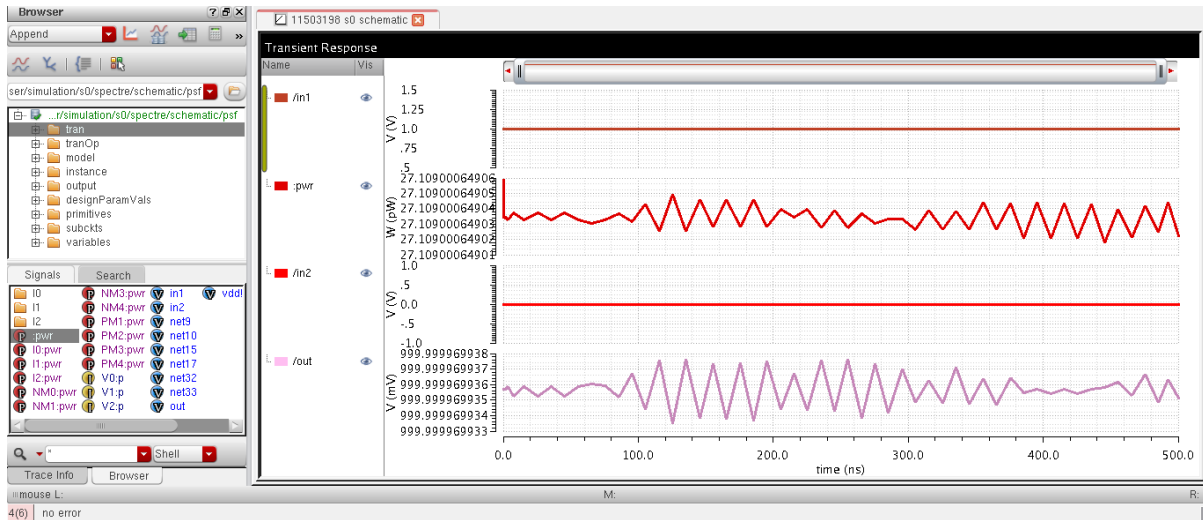 Browser
11503198 s0 schematic
Append
»
Transient Response
Name Vis
ser/simulation/s0/spectre/schematic/psf
...r/simulation/s0/spectre/schematic/psf
tran
tranOp
model
instance
output
designParamVals
primitives
subckts
variables
Signals Search
I0 NM3:pwr in1 vdd!
I1 NM4:pwr in2
I2 PM1:pwr net9
:pwr PM2:pwr net10
I0:pwr PM3:pwr net15
I1:pwr PM4:pwr net17
I2:pwr V0:p net32
NM0:pwr V1:p net33
NM1:pwr V2:p out
* Shell
Trace Info Browser
/in1
V (V)
1.5
1.25
1.0
.75
.5
:pwr
W (pW)
27.10900064906
27.10900064905
27.10900064904
27.10900064903
27.10900064902
27.10900064901
/in2
V (V)
1.0
.5
0.0
-.5
-1.0
/out
V (mV)
999.999969938
999.999969937
999.999969936
999.999969935
999.999969934
999.999969933
0.0 100.0 200.0 300.0 400.0 500.0
time (ns)
mouse L: M: R:
4(6) no error